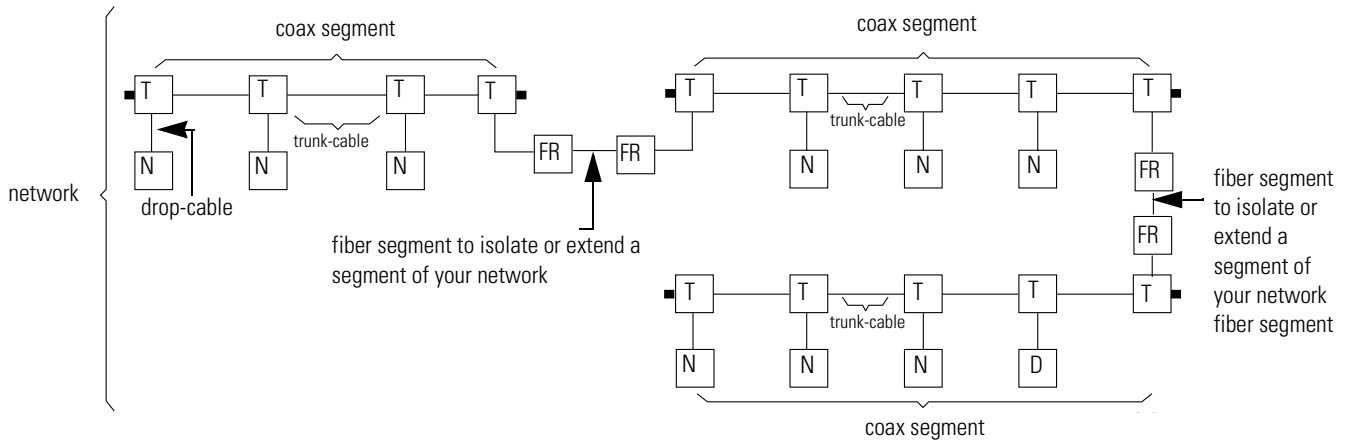 coax segment
coax segment
T T T T
T T T T T
trunk-cable
trunk-cable
N N N
FR FR
N N N
FR
network
drop-cable
fiber segment
to isolate or
extend a
segment of
your network
fiber segment
fiber segment to isolate or extend a
segment of your network
FR
T T T T T
trunk-cable
N N N D
coax segment